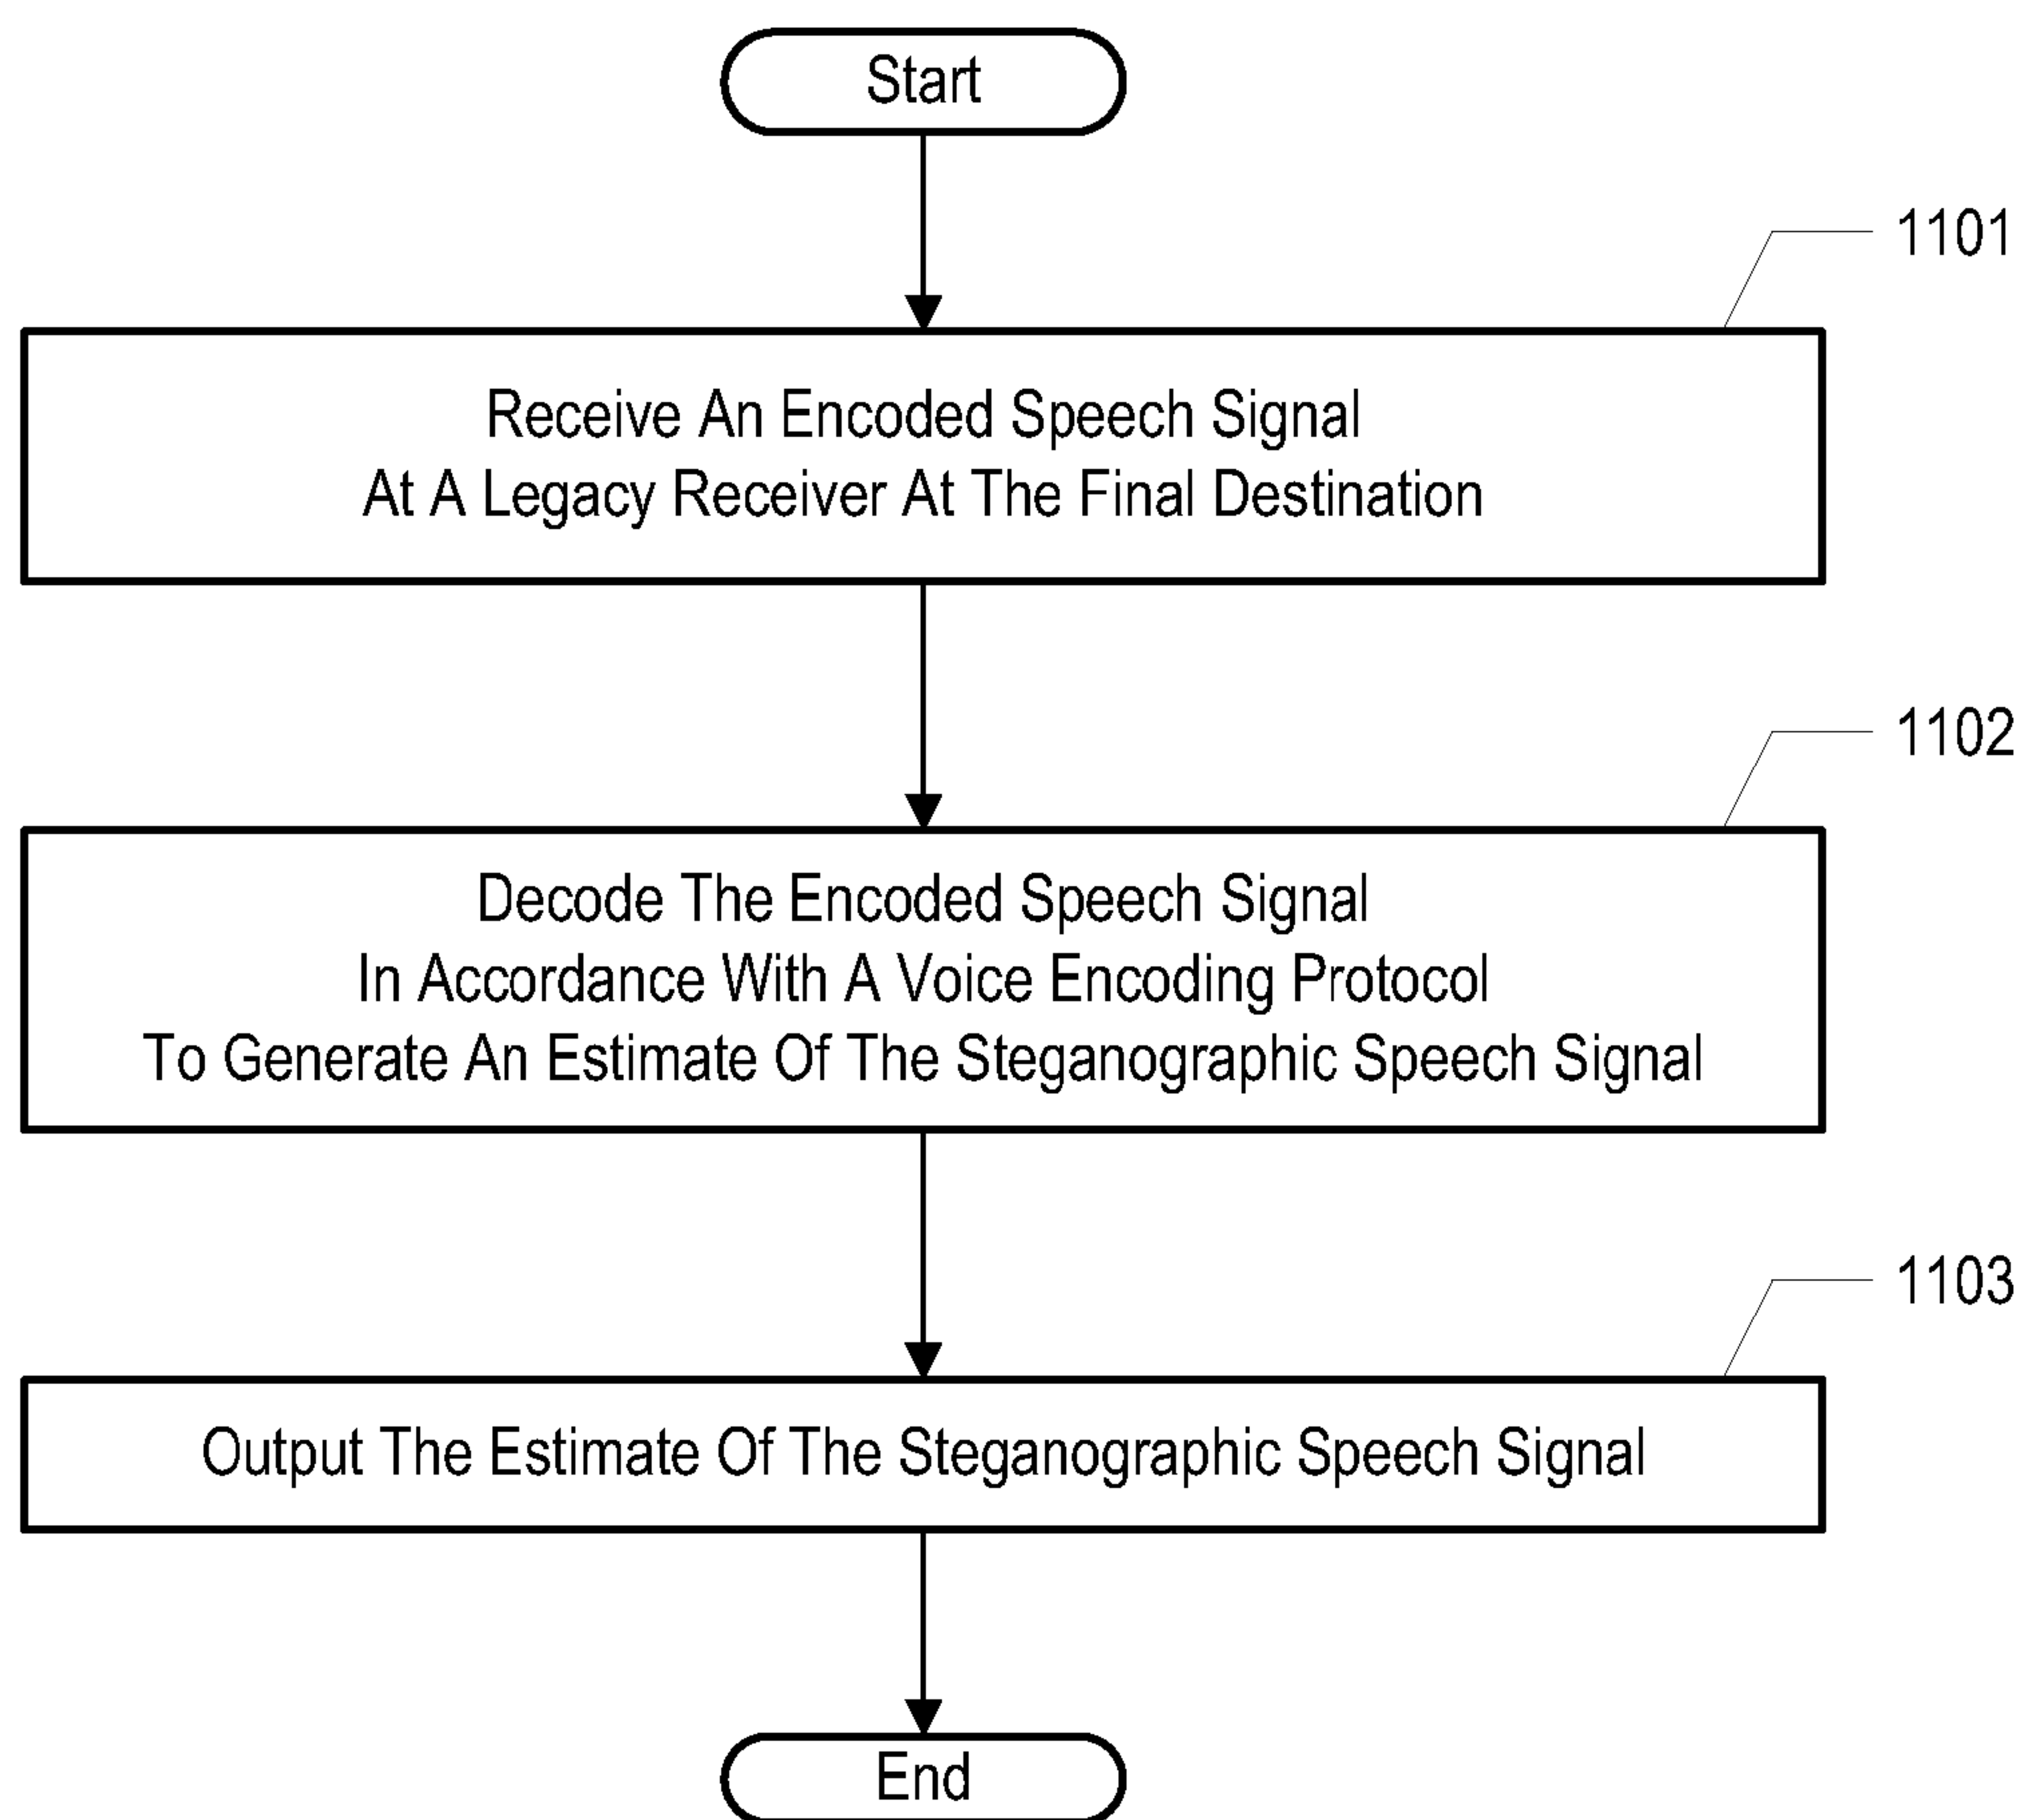 Start
1101
Receive An Encoded Speech Signal
At A Legacy Receiver At The Final Destination
1102
Decode The Encoded Speech Signal
In Accordance With A Voice Encoding Protocol
To Generate An Estimate Of The Steganographic Speech Signal
1103
Output The Estimate Of The Steganographic Speech Signal
End